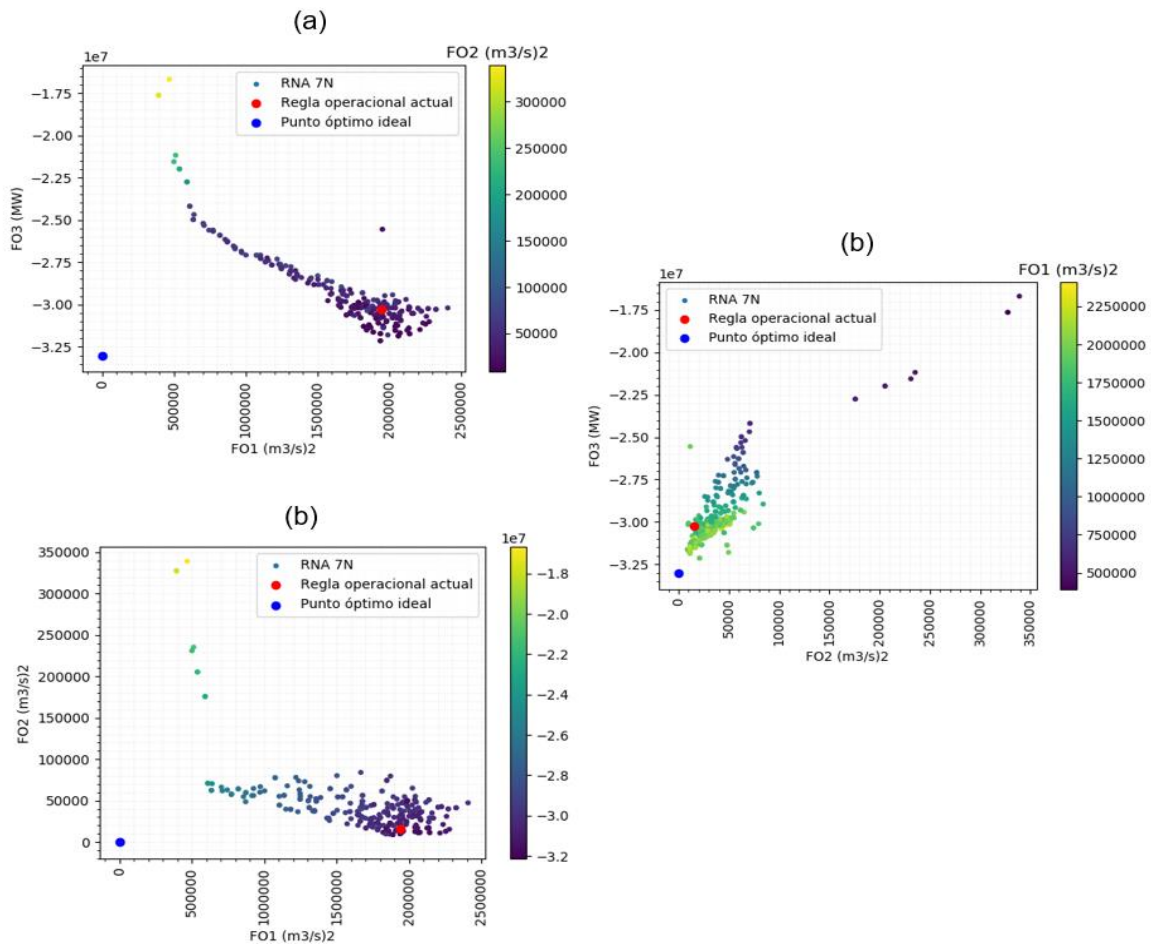 (a)
1e7
FO2 (m3/s)2
RNA 7N
Regla operacional actual
Punto óptimo ideal
−1.75
−2.00
−2.25
−2.50
−2.75
−3.00
−3.25
FO3 (MW)
0
500000
1000000
1500000
2000000
2500000
FO1 (m3/s)2
300000
250000
200000
150000
100000
50000
(b)
1e7
FO1 (m3/s)2
RNA 7N
Regla operacional actual
Punto óptimo ideal
−1.75
−2.00
−2.25
−2.50
−2.75
−3.00
−3.25
FO3 (MW)
0
50000
100000
150000
200000
250000
300000
350000
FO2 (m3/s)2
2250000
2000000
1750000
1500000
1250000
1000000
750000
500000
(b)
1e7
RNA 7N
Regla operacional actual
Punto óptimo ideal
350000
300000
250000
200000
150000
100000
50000
0
FO2 (m3/s)2
0
500000
1000000
1500000
2000000
2500000
FO1 (m3/s)2
−1.8
−2.0
−2.2
−2.4
−2.6
−2.8
−3.0
−3.2